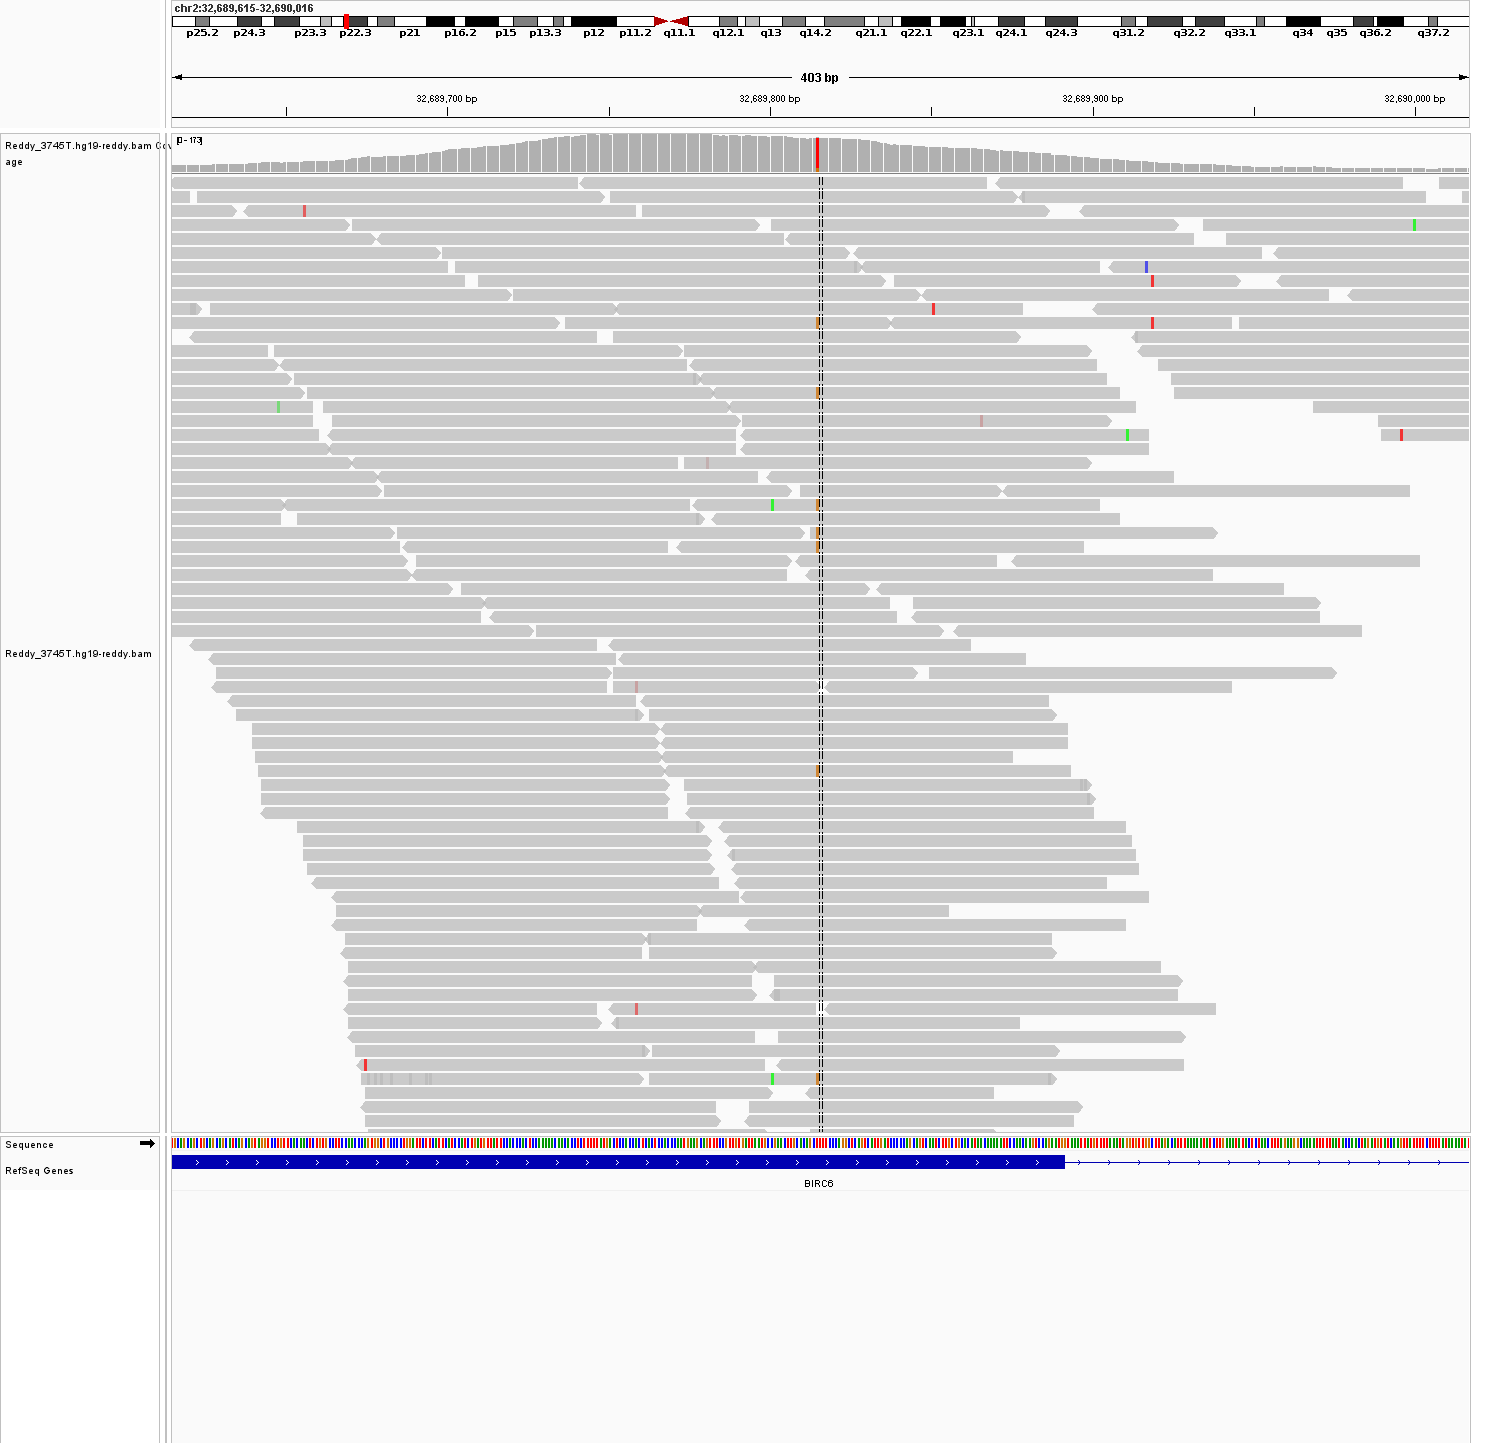 chr2:32,689,615-32,690,016
p25.2 p24.3 p23.3 p22.3 p21 p16.2 p15 p13.3 p12 p11.2 q11.1 q12.1 q13 q14.2 q21.1 q22.1 q23.1 q24.1 q24.3 q31.2 q32.2 q33.1 q34 q35 q36.2 q37.2
403 bp
32,689,700 bp 32,689,800 bp 32,689,900 bp 32,690,000 bp
[0 - 173]
Reddy_3745T.hg19-reddy.bam Cov
age
Reddy_3745T.hg19-reddy.bam
Sequence
RefSeq Genes
BIRC6